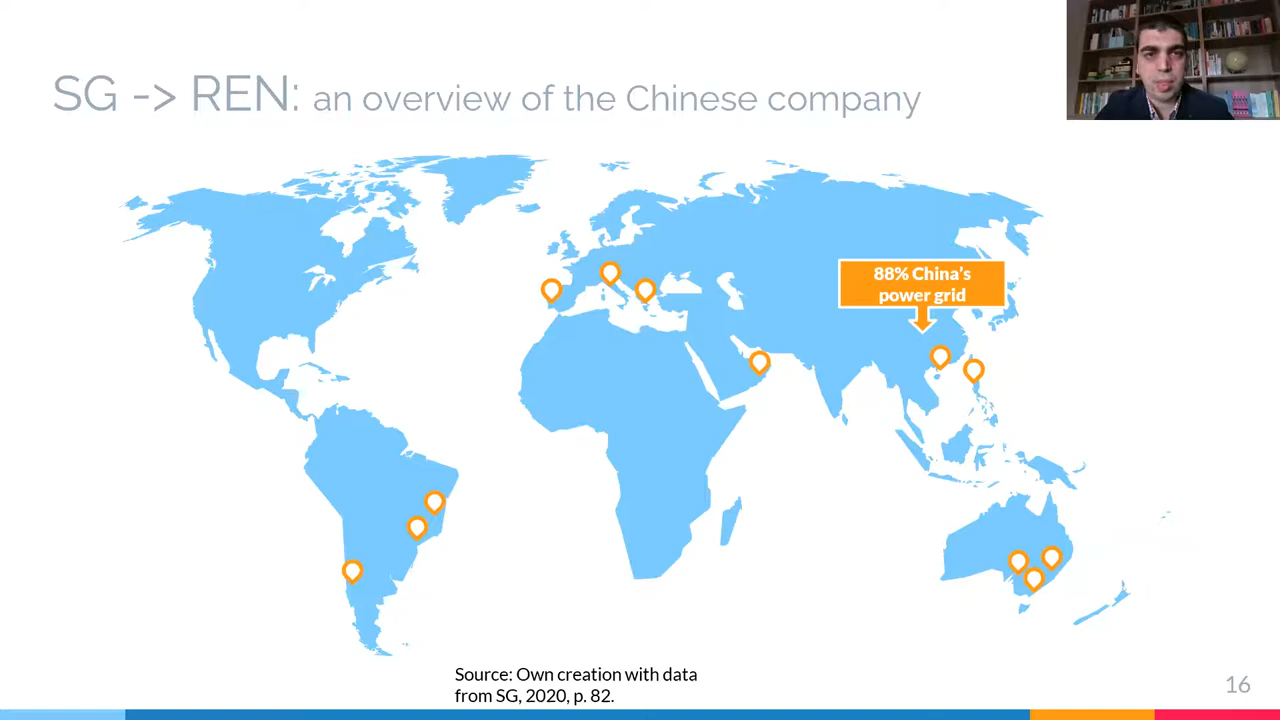 SG -> REN: an overview of the Chinese company
88% China's
power grid
Source: Own creation with data
from SG, 2020, p. 82.
16